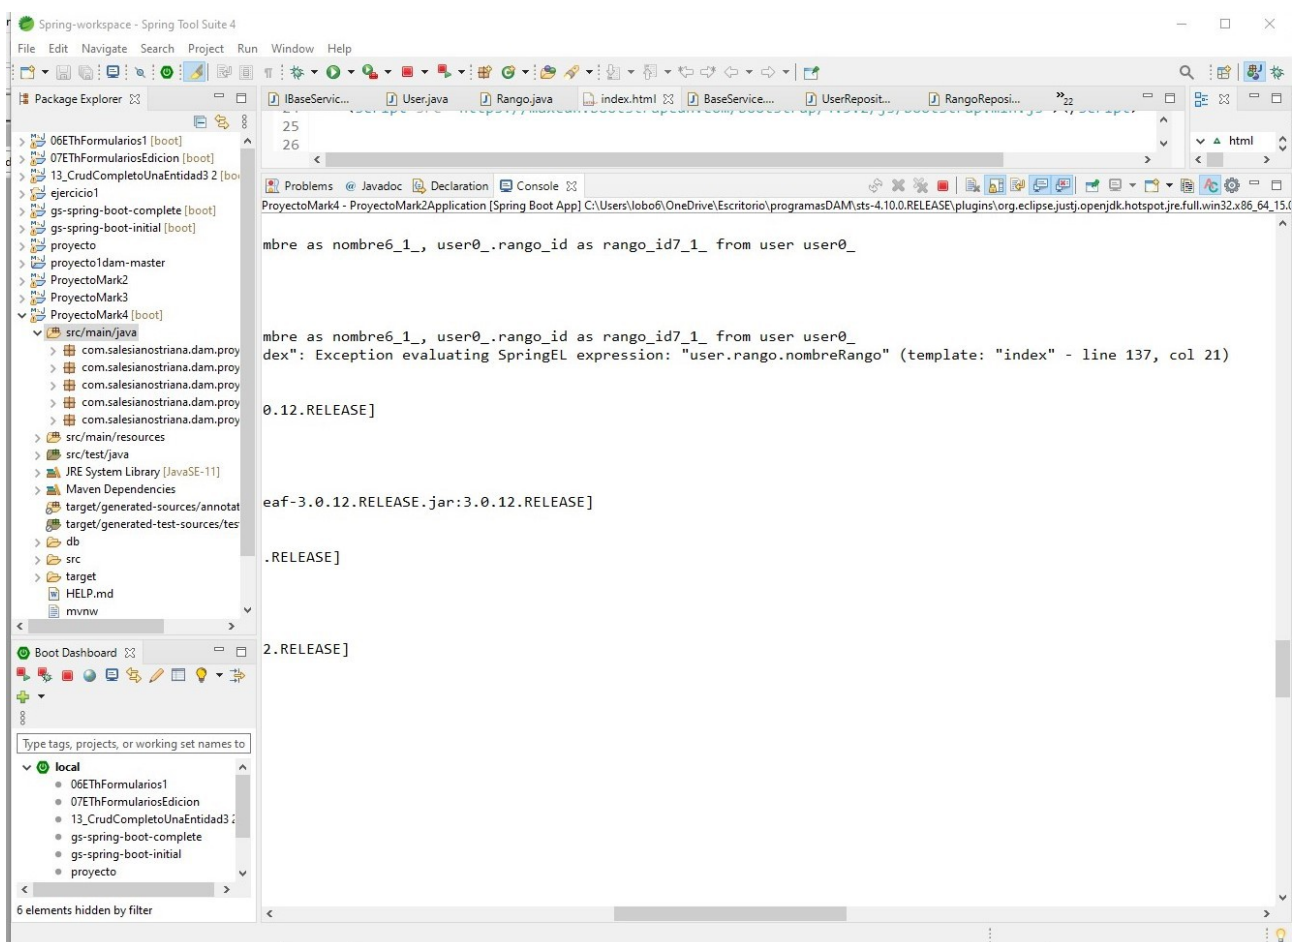 Spring-workspace - Spring Tool Suite 4
File Edit Navigate Search Project Run Window Help
Package Explorer
06EThFormularios1 [boot]
07EThFormulariosEdicion [boot]
13_CrudCompletoUnaEntidad3 2 [bo
ejercicio1
gs-spring-boot-complete [boot]
gs-spring-boot-initial [boot]
proyecto
proyecto1dam-master
ProyectoMark2
ProyectoMark3
ProyectoMark4 [boot]
src/main/java
com.salesianostriana.dam.proy
com.salesianostriana.dam.proy
com.salesianostriana.dam.proy
com.salesianostriana.dam.proy
com.salesianostriana.dam.proy
src/main/resources
src/test/java
JRE System Library [JavaSE-11]
Maven Dependencies
target/generated-sources/annotat
target/generated-test-sources/tes
db
src
target
HELP.md
mvnw
IBaseServic... User.java Rango.java index.html BaseService.... UserReposit... RangoReposi... »22
25
26
html
Problems @ Javadoc Declaration Console
ProyectoMark4 - ProyectoMark2Application [Spring Boot App] C:\Users\lobo6\OneDrive\Escritorio\programasDAM\sts-4.10.0.RELEASE\plugins\org.eclipse.justj.openjdk.hotspot.jre.full.win32.x86_64_15.0
mbre as nombre6_1_, user0_.rango_id as rango_id7_1_ from user user0_
mbre as nombre6_1_, user0_.rango_id as rango_id7_1_ from user user0_
dex": Exception evaluating SpringEL expression: "user.rango.nombreRango" (template: "index" - line 137, col 21)
0.12.RELEASE]
eaf-3.0.12.RELEASE.jar:3.0.12.RELEASE]
.RELEASE]
2.RELEASE]
Boot Dashboard
Type tags, projects, or working set names to
local
06EThFormularios1
07EThFormulariosEdicion
13_CrudCompletoUnaEntidad3 2
gs-spring-boot-complete
gs-spring-boot-initial
proyecto
6 elements hidden by filter